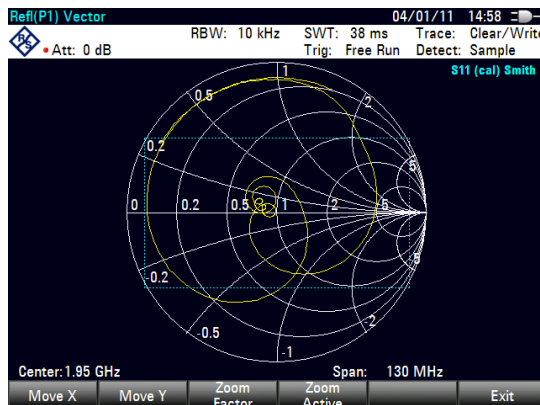 Refl(P1) Vector 04/01/11 14:58
RBW: 10 kHz SWT: 38 ms Trace: Clear/Write
R&S Att: 0 dB Trig: Free Run Detect: Sample
S11 (cal) Smith
1
0.5 2
0.2 5
0 0.2 0.5 1 2 5
-0.2 -5
-0.5 -2
-1
Center:1.95 GHz Span: 130 MHz
Move X Move Y Zoom Factor Zoom Active Exit